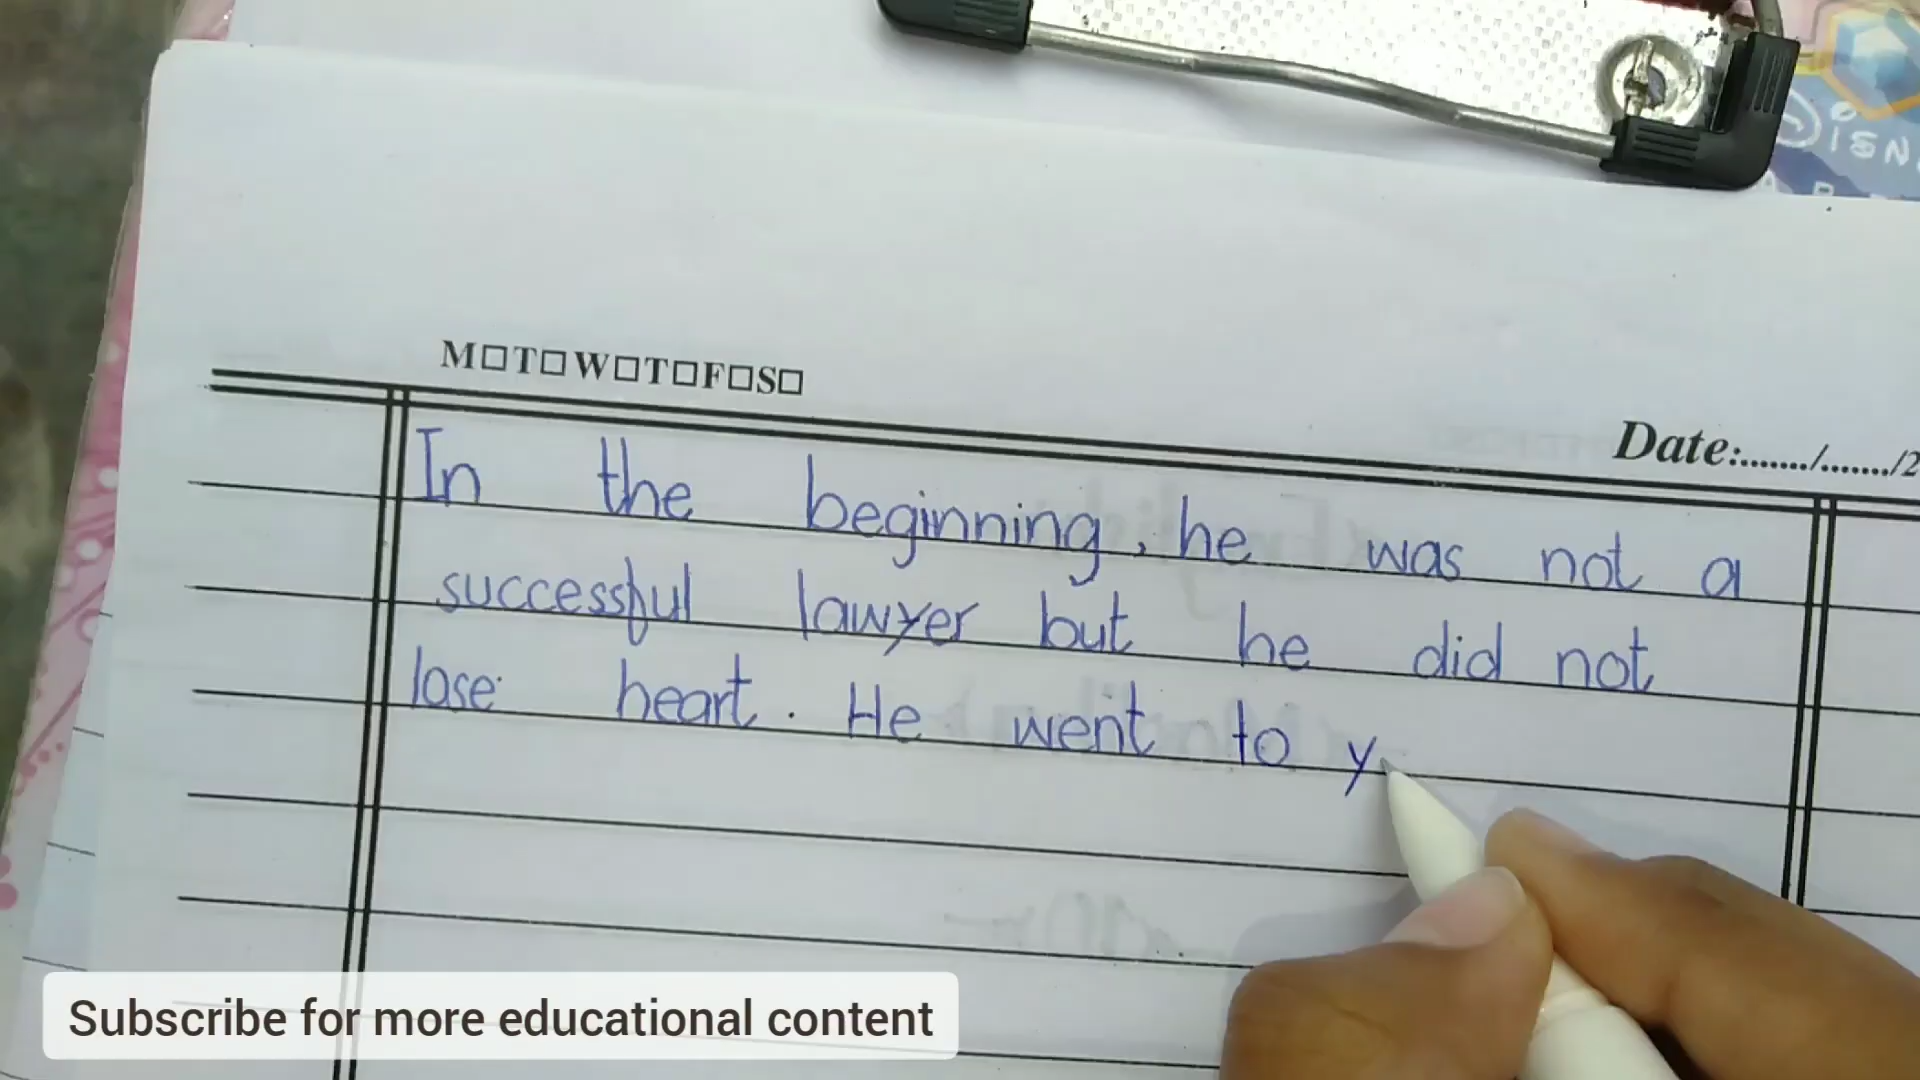 M☐T☐W☐T☐F☐S☐
Date:......./......./2
In the beginning, he was not a
successful lawyer but he did not
lose heart. He went to y
Subscribe for more educational content